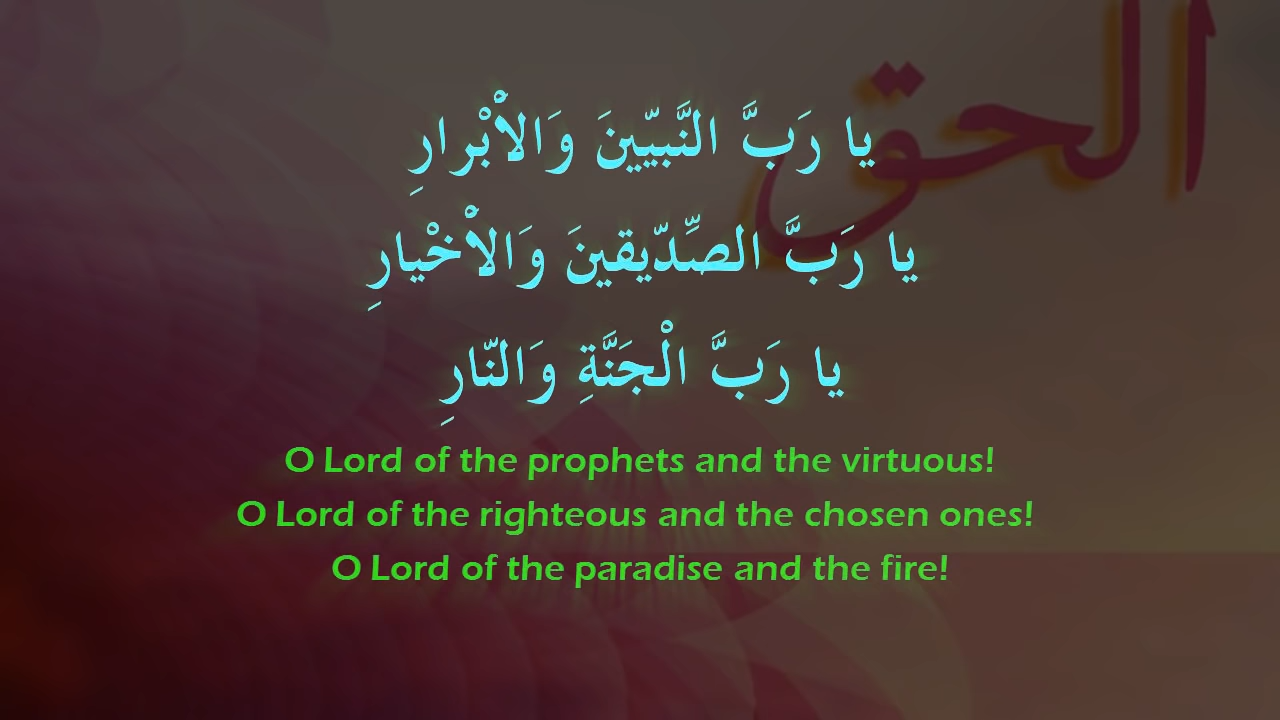 الحق
يا رَبَّ النَّبيّينَ وَالاَْبْرارِ
يا رَبَّ الصِّدّيقينَ وَالاَْخْيارِ
يا رَبَّ الْجَنَّةِ وَالنّارِ
O Lord of the prophets and the virtuous!
O Lord of the righteous and the chosen ones!
O Lord of the paradise and the fire!